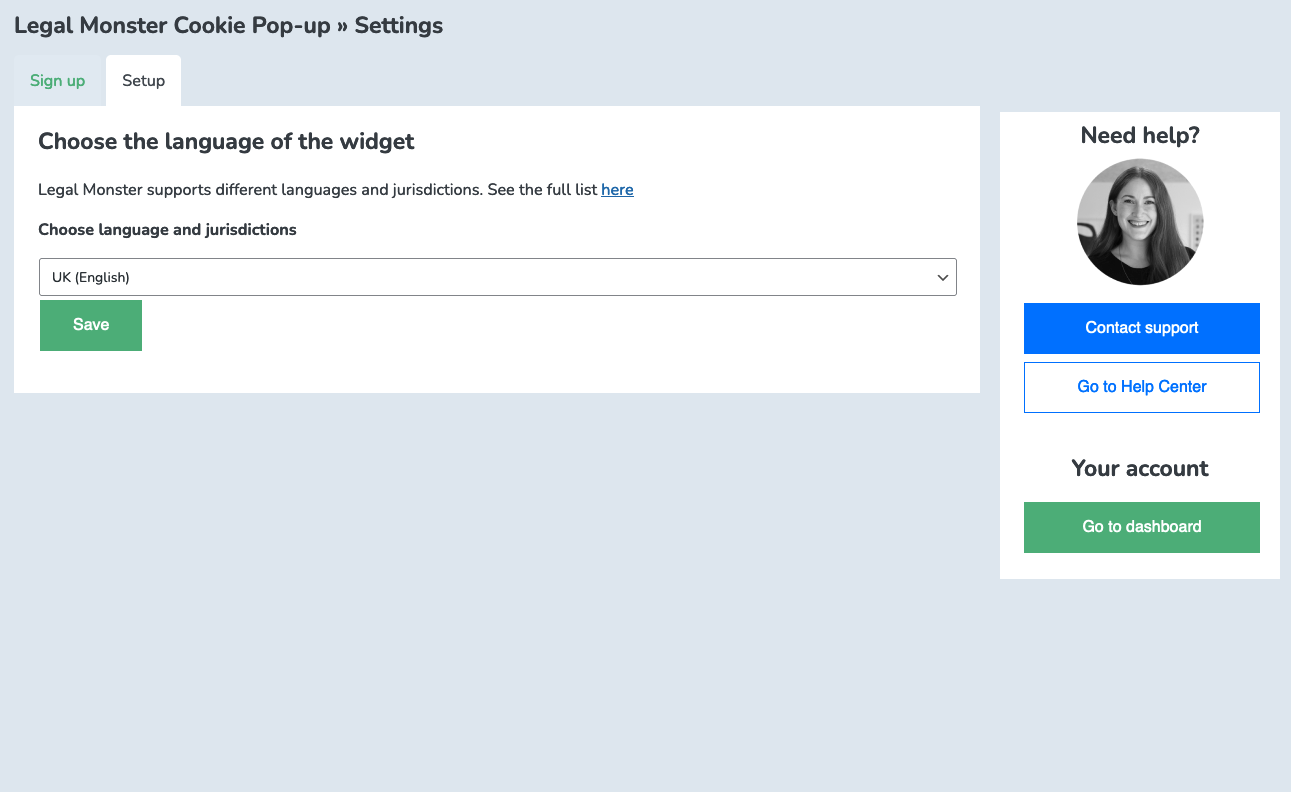 Legal Monster Cookie Pop-up » Settings
Sign up
Setup
Choose the language of the widget
Legal Monster supports different languages and jurisdictions. See the full list here
Choose language and jurisdictions
UK (English)
Save
Need help?
Contact support
Go to Help Center
Your account
Go to dashboard